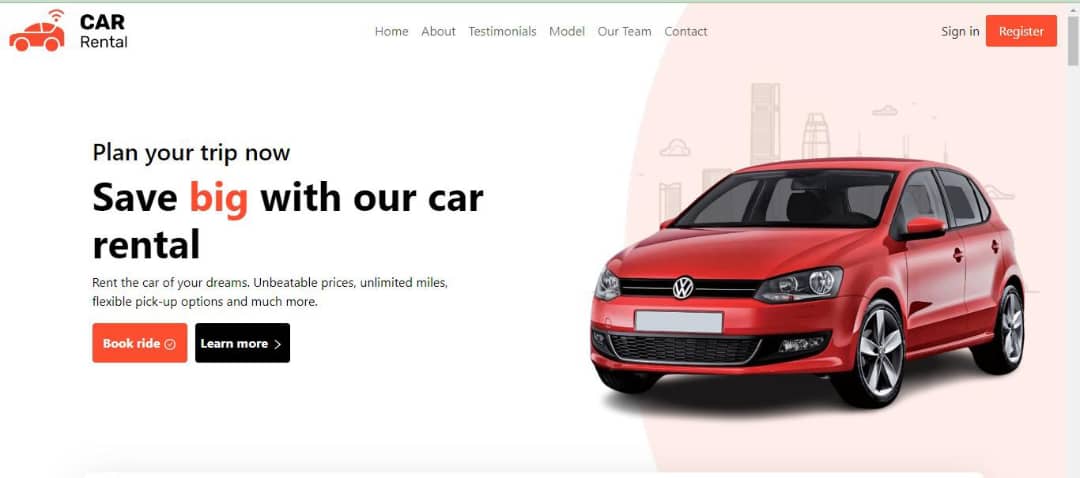 CAR
Rental
Home About Testimonials Model Our Team Contact
Sign in Register
Plan your trip now
Save big with our car
rental
Rent the car of your dreams. Unbeatable prices, unlimited miles,
flexible pick-up options and much more.
Book ride
Learn more